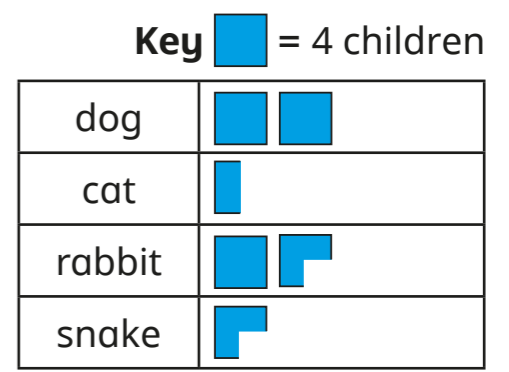 Key = 4 children
dog
cat
rabbit
snake